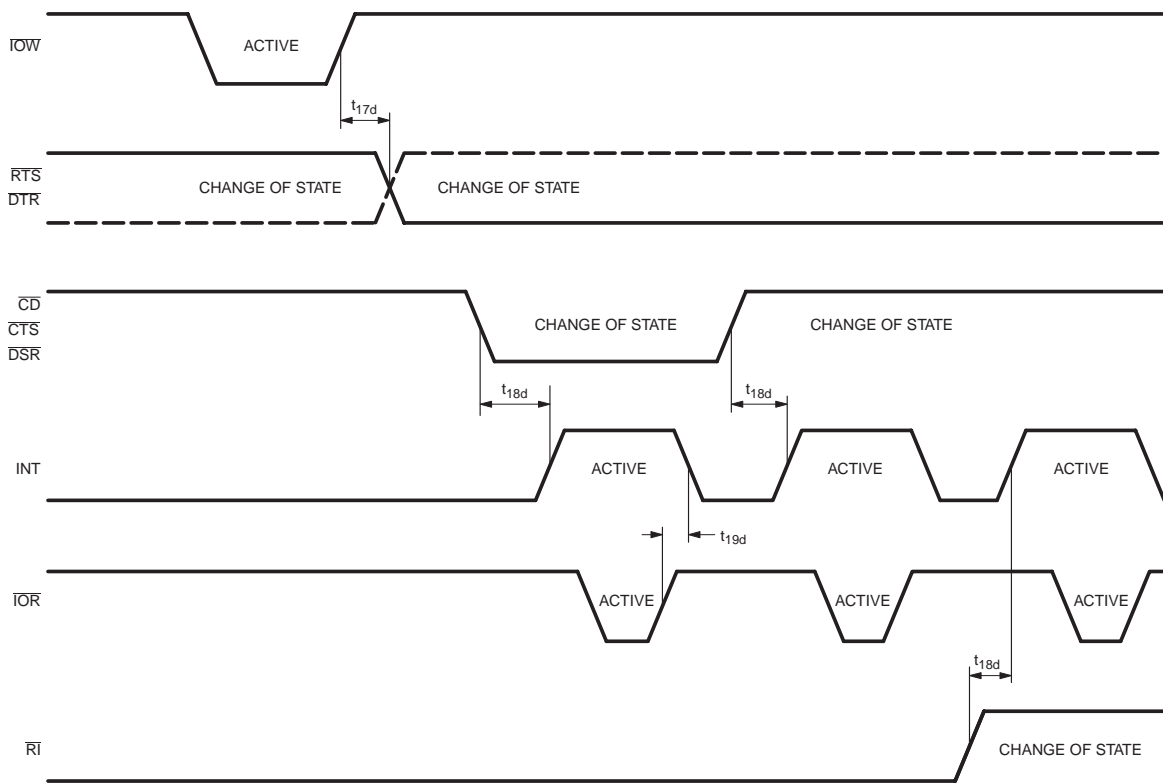 IOW
ACTIVE
t17d
RTS
DTR
CHANGE OF STATE
CHANGE OF STATE
CD
CTS
DSR
CHANGE OF STATE
CHANGE OF STATE
t18d
t18d
INT
ACTIVE
ACTIVE
ACTIVE
t19d
IOR
ACTIVE
ACTIVE
ACTIVE
t18d
RI
CHANGE OF STATE